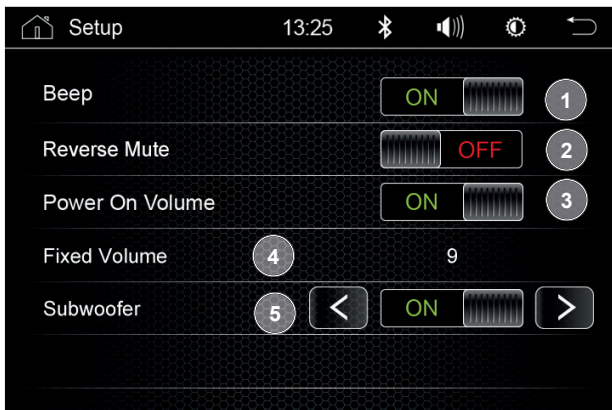 Setup 13:25
Beep ON 1
Reverse Mute OFF 2
Power On Volume ON 3
Fixed Volume 4 9
Subwoofer 5 < ON >